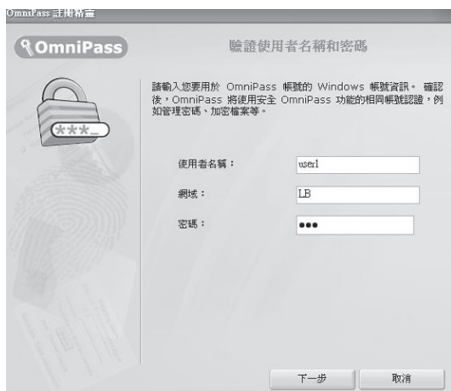 OmniPass 註冊精靈
OmniPass
驗證使用者名稱和密碼
請輸入您要用於 OmniPass 帳號的 Windows 帳號資訊。 確認
後，OmniPass 將使用安全 OmniPass 功能的相同帳號認證，例
如管理密碼、加密檔案等。
***_
使用者名稱：
user1
網域：
LB
密碼：
●●●
下一步
取消